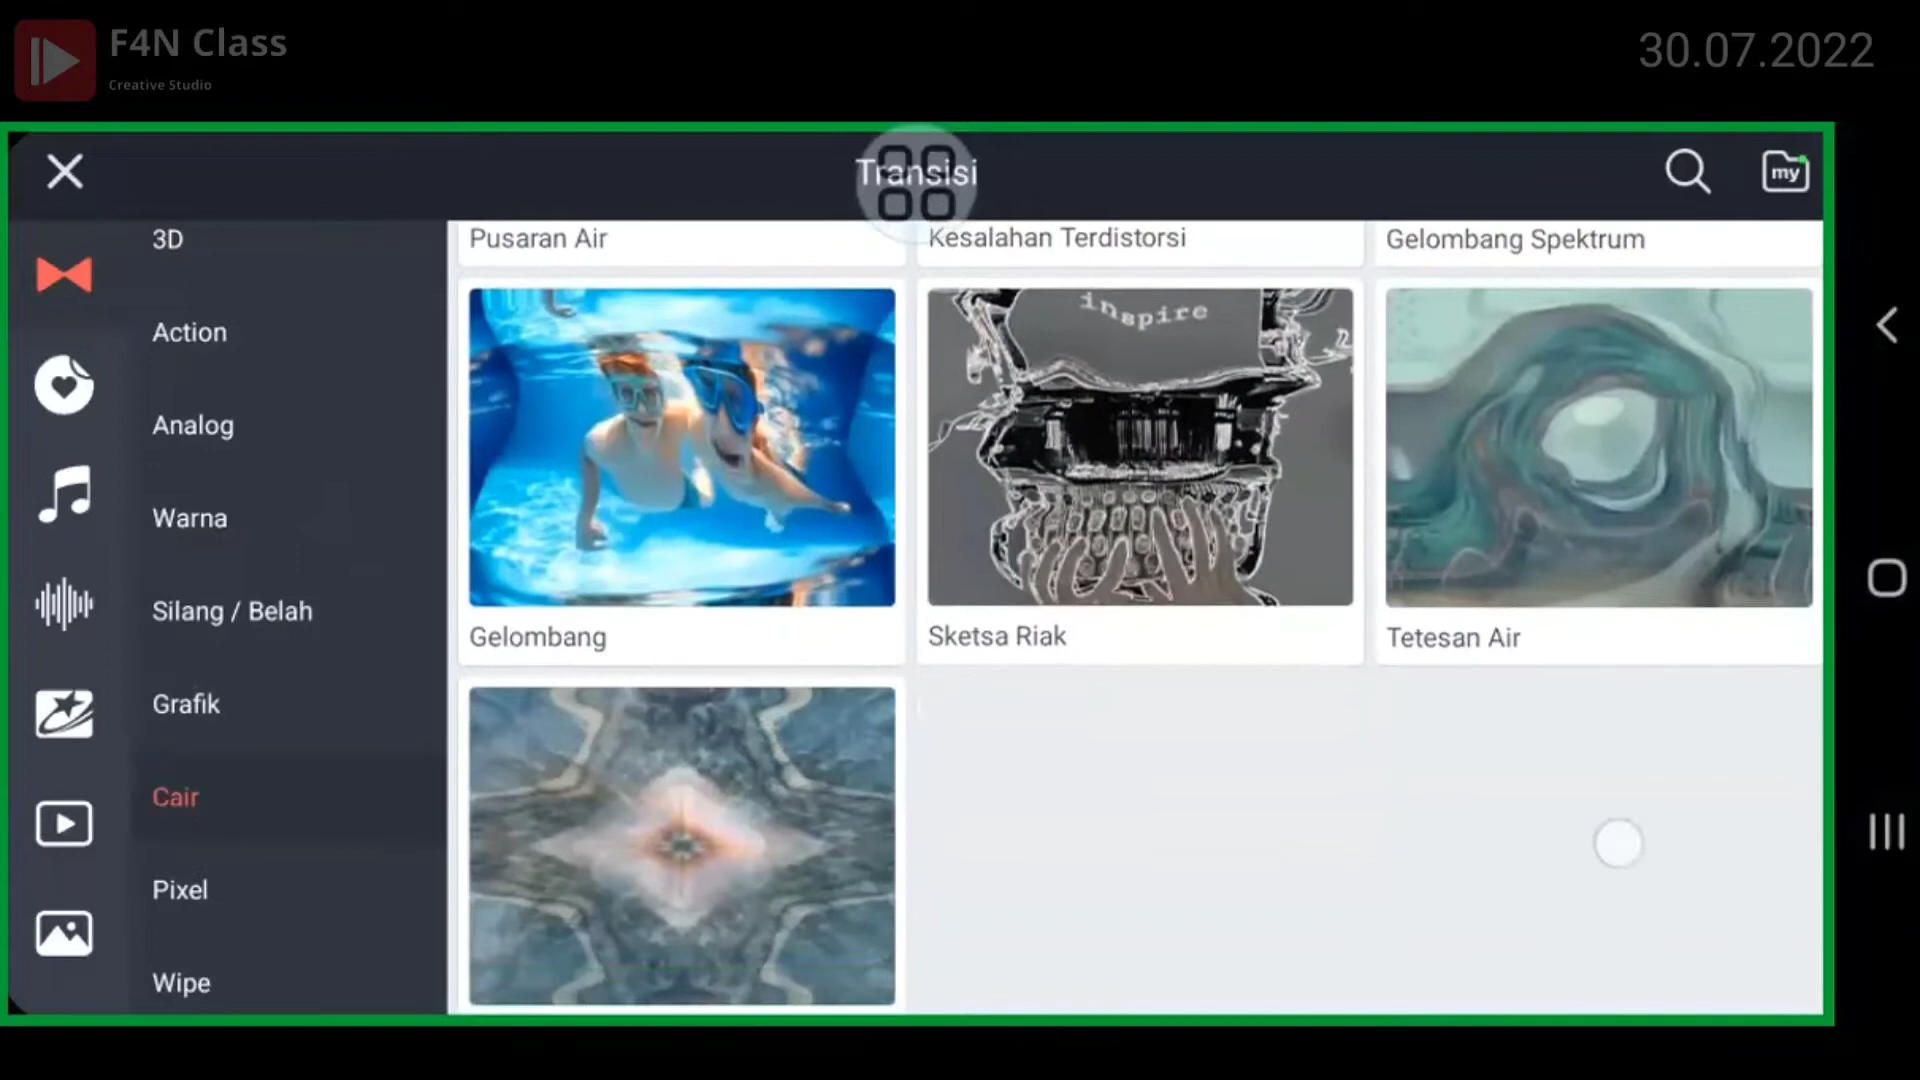 F4N Class
Creative Studio
30.07.2022
Transisi
my
3D
Action
Analog
Warna
Silang / Belah
Grafik
Cair
Pixel
Wipe
Pusaran Air
Kesalahan Terdistorsi
Gelombang Spektrum
inspire
Gelombang
Sketsa Riak
Tetesan Air